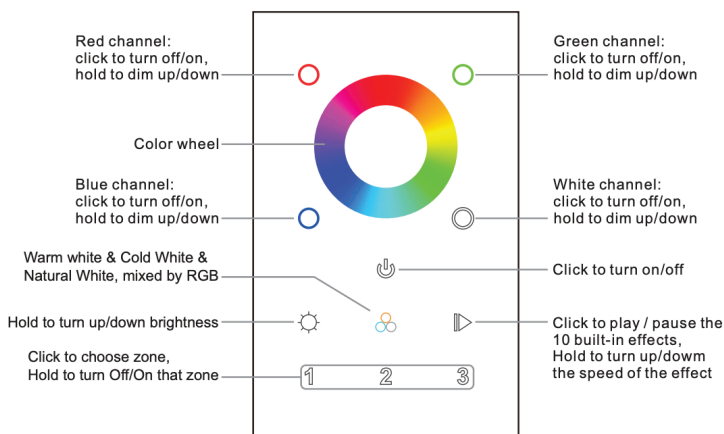 Red channel:
click to turn off/on,
hold to dim up/down
Green channel:
click to turn off/on,
hold to dim up/down
Color wheel
Blue channel:
click to turn off/on,
hold to dim up/down
White channel:
click to turn off/on,
hold to dim up/down
Warm white & Cold White &
Natural White, mixed by RGB
Click to turn on/off
Hold to turn up/down brightness
Click to play / pause the
10 built-in effects,
Hold to turn up/dowm
the speed of the effect
Click to choose zone,
Hold to turn Off/On that zone
1 2 3